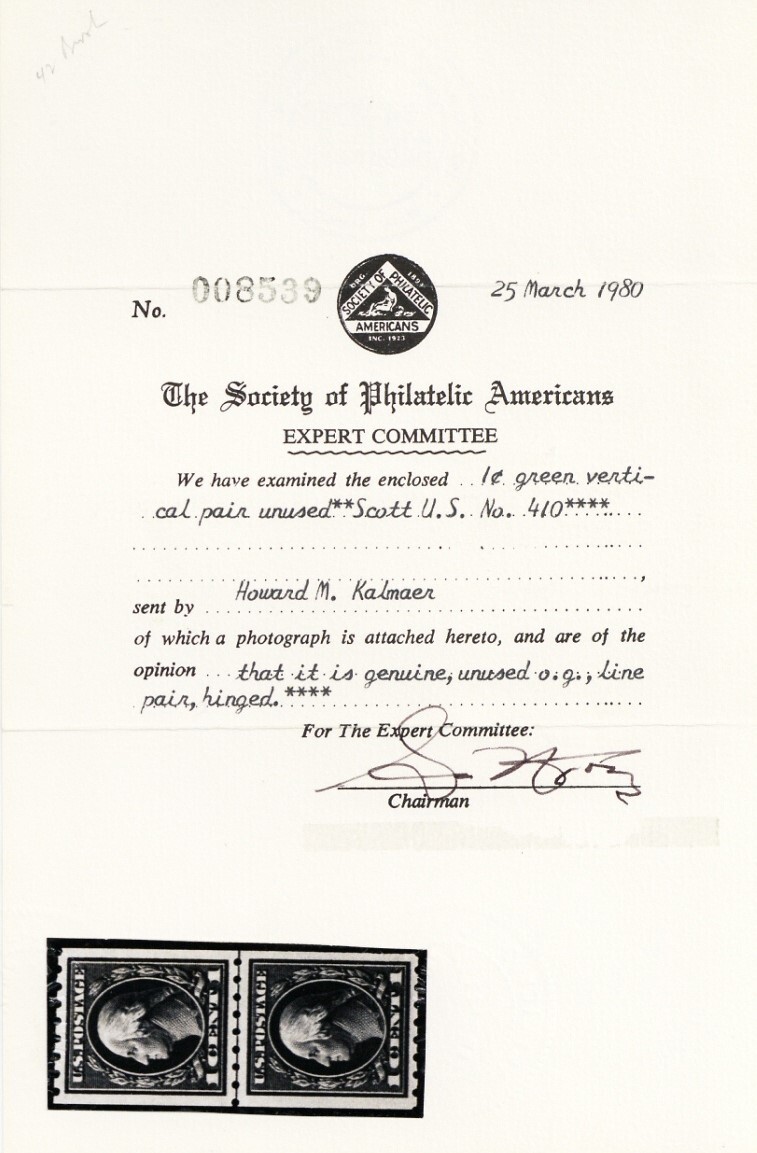 No. 008539
25 March 1980
ORG. 1894
SOCIETY OF PHILATELIC
AMERICANS
INC. 1923
The Society of Philatelic Americans
EXPERT COMMITTEE
We have examined the enclosed .. 1¢ green verti-
cal pair unused**Scott U.S. No. 410****....
sent by Howard M. Kalmaer
of which a photograph is attached hereto, and are of the
opinion ... that it is genuine, unused o.g., line
pair, hinged.****
For The Expert Committee:
Chairman
U.S. POSTAGE
1 CENT 1
U.S. POSTAGE
1 CENT 1